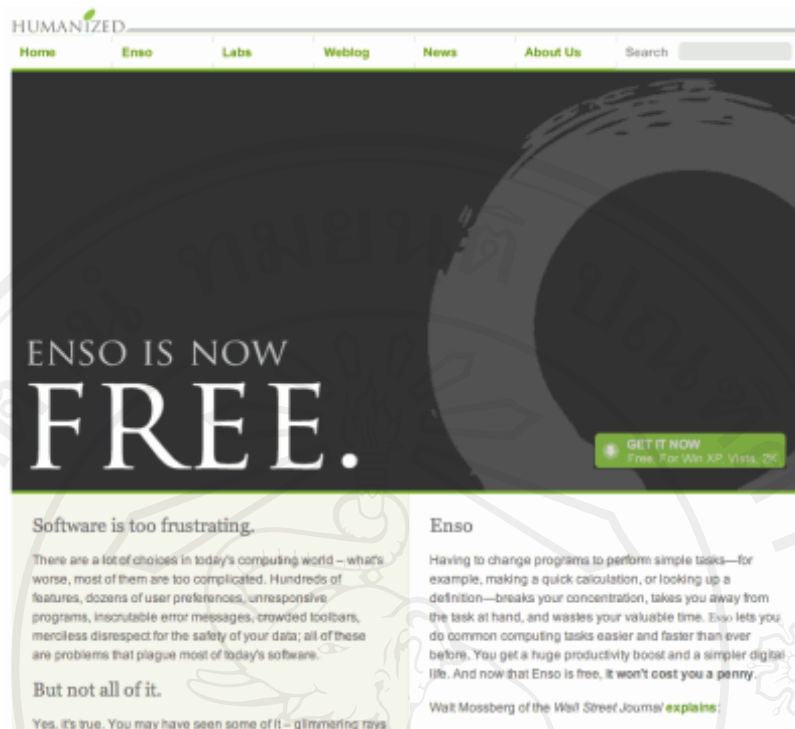 HUMANIZED
Home Enso Labs Weblog News About Us Search
ENSO IS NOW
FREE.
GET IT NOW
Free. For Win XP, Vista, 2K
Software is too frustrating.
There are a lot of choices in today's computing world – what's
worse, most of them are too complicated. Hundreds of
features, dozens of user preferences, unresponsive
programs, inscrutable error messages, crowded toolbars,
merciless disrespect for the safety of your data; all of these
are problems that plague most of today's software.
But not all of it.
Yes, it's true. You may have seen some of it – glimmering rays
Enso
Having to change programs to perform simple tasks—for
example, making a quick calculation, or looking up a
definition—breaks your concentration, takes you away from
the task at hand, and wastes your valuable time. Enso lets you
do common computing tasks easier and faster than ever
before. You get a huge productivity boost and a simpler digital
life. And now that Enso is free, it won't cost you a penny.
Walt Mossberg of the Wall Street Journal explains: